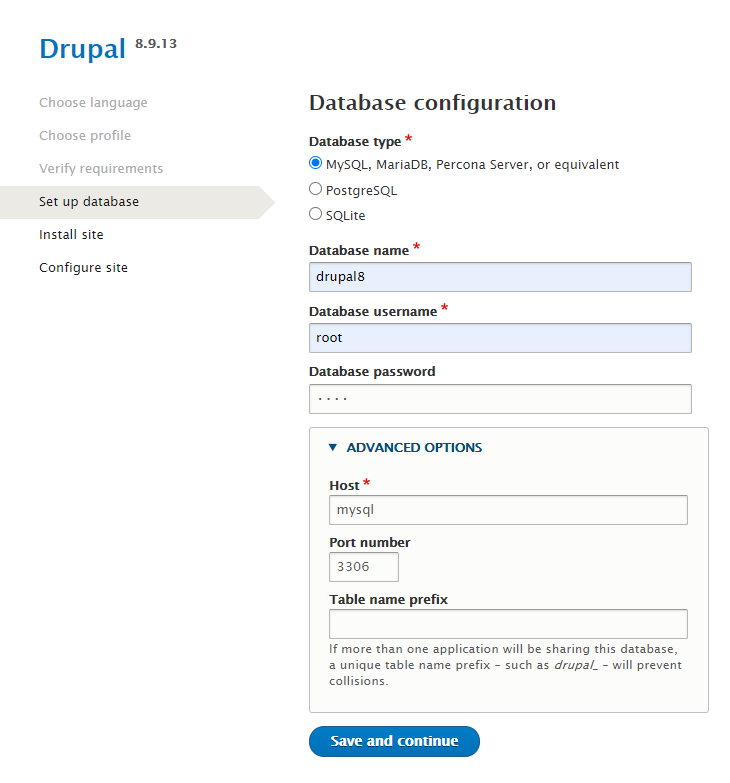 Drupal 8.9.13
Choose language
Choose profile
Verify requirements
Set up database
Install site
Configure site
Database configuration
Database type *
MySQL, MariaDB, Percona Server, or equivalent
PostgreSQL
SQLite
Database name *
drupal8
Database username *
root
Database password
····
▼ ADVANCED OPTIONS
Host *
mysql
Port number
3306
Table name prefix
If more than one application will be sharing this database,
a unique table name prefix – such as drupal_ – will prevent
collisions.
Save and continue